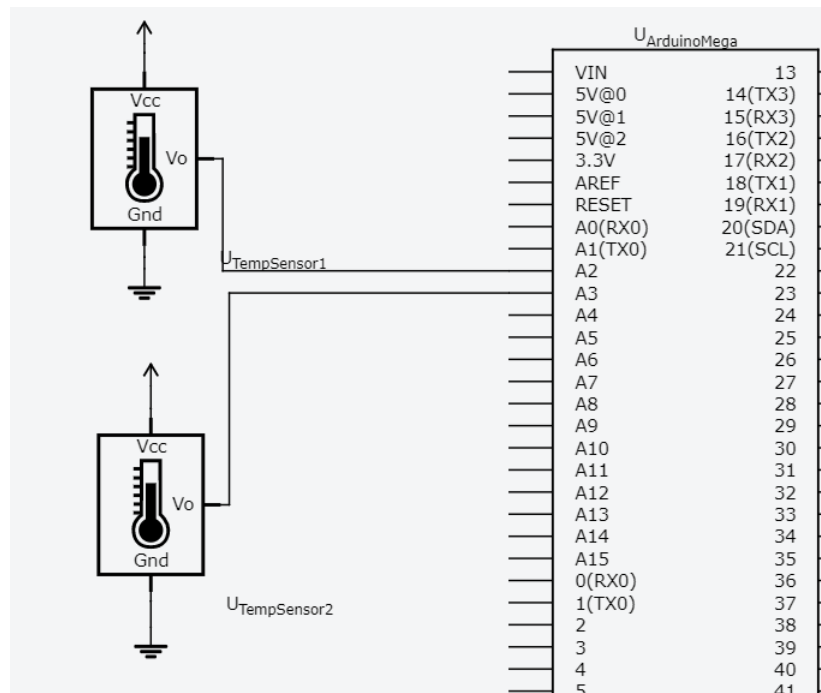 U_ArduinoMega
VIN 13
5V@0 14(TX3)
5V@1 15(RX3)
5V@2 16(TX2)
3.3V 17(RX2)
AREF 18(TX1)
RESET 19(RX1)
A0(RX0) 20(SDA)
A1(TX0) 21(SCL)
A2 22
A3 23
A4 24
A5 25
A6 26
A7 27
A8 28
A9 29
A10 30
A11 31
A12 32
A13 33
A14 34
A15 35
0(RX0) 36
1(TX0) 37
2 38
3 39
4 40
5 41
Vcc
Vo
Gnd
U_TempSensor1
Vcc
Vo
Gnd
U_TempSensor2